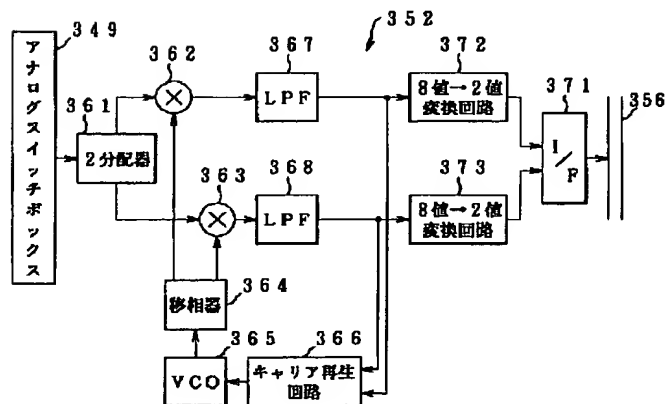 349
アナログスイッチボックス
361
2分配器
362
363
移相器
364
365
VCO
366
キャリア再生
回路
367
LPF
368
LPF
352
372
8値→2値
変換回路
373
8値→2値
変換回路
371
I/F
356